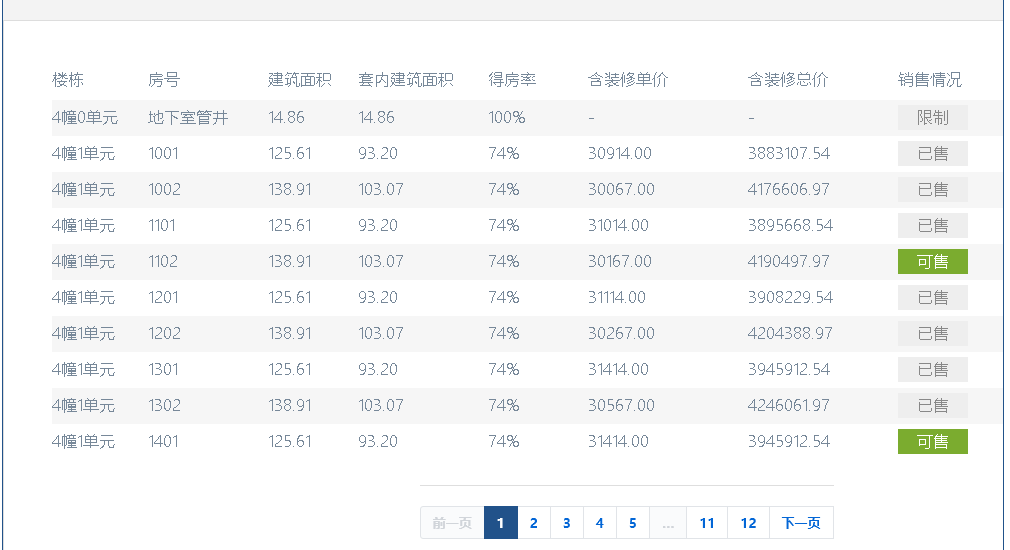 楼栋 房号 建筑面积 套内建筑面积 得房率 含装修单价 含装修总价 销售情况
4幢0单元 地下室管井 14.86 14.86 100% - - 限制
4幢1单元 1001 125.61 93.20 74% 30914.00 3883107.54 已售
4幢1单元 1002 138.91 103.07 74% 30067.00 4176606.97 已售
4幢1单元 1101 125.61 93.20 74% 31014.00 3895668.54 已售
4幢1单元 1102 138.91 103.07 74% 30167.00 4190497.97 可售
4幢1单元 1201 125.61 93.20 74% 31114.00 3908229.54 已售
4幢1单元 1202 138.91 103.07 74% 30267.00 4204388.97 已售
4幢1单元 1301 125.61 93.20 74% 31414.00 3945912.54 已售
4幢1单元 1302 138.91 103.07 74% 30567.00 4246061.97 已售
4幢1单元 1401 125.61 93.20 74% 31414.00 3945912.54 可售
前一页 1 2 3 4 5 ... 11 12 下一页